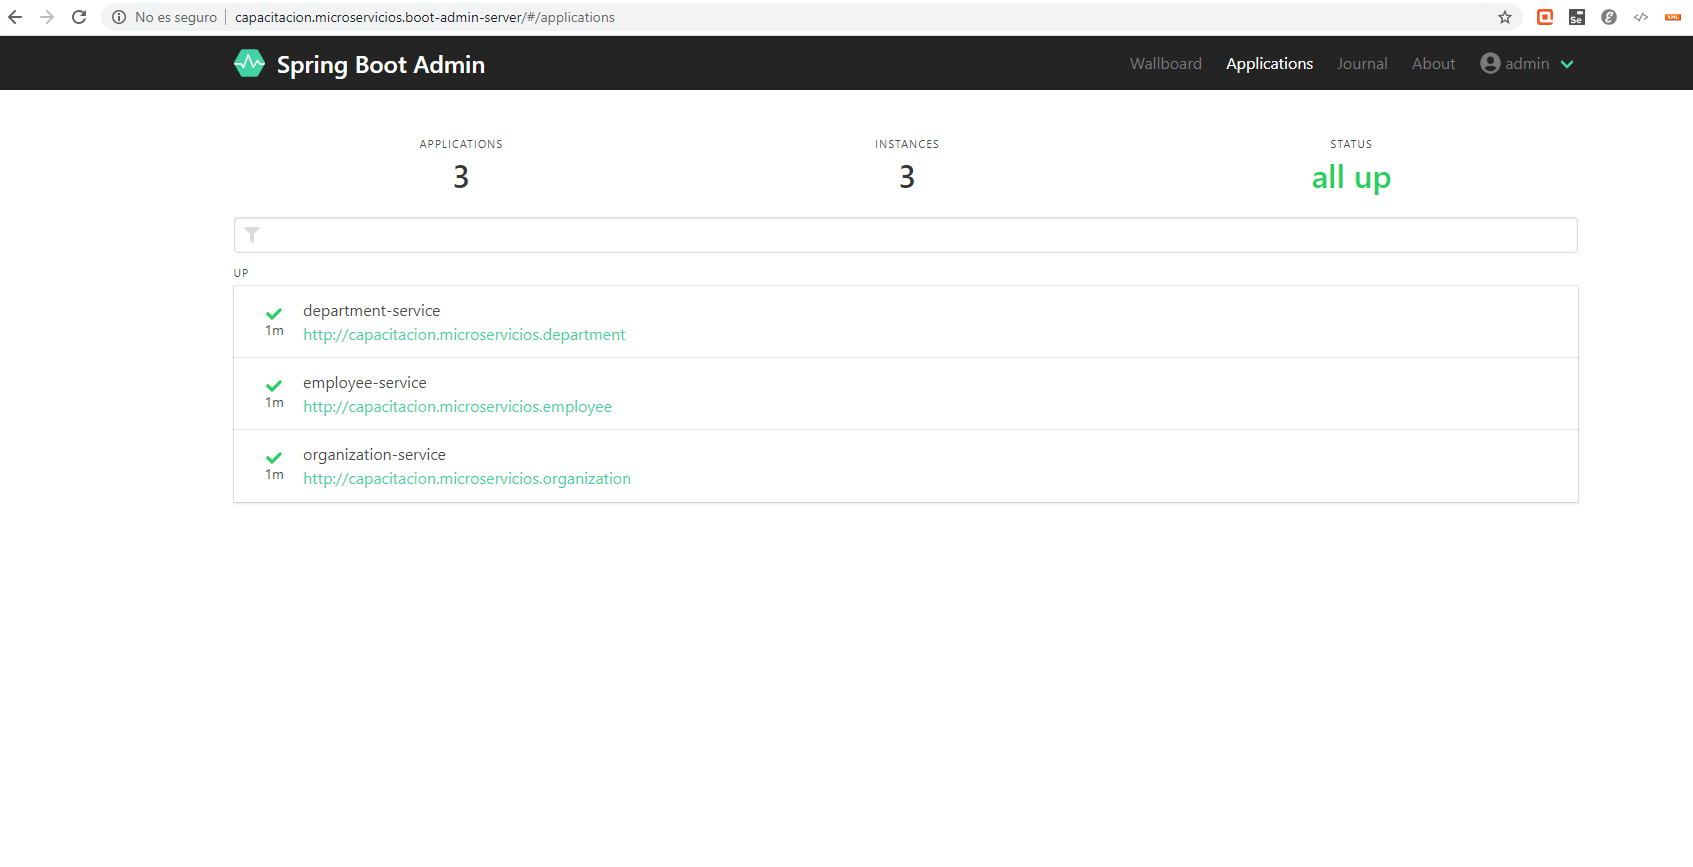 No es seguro | capacitacion.microservicios.boot-admin-server/#/applications
Se
</>
XML
Spring Boot Admin
Wallboard Applications Journal About admin
APPLICATIONS INSTANCES STATUS
3 3 all up
UP
department-service
1m
http://capacitacion.microservicios.department
employee-service
1m
http://capacitacion.microservicios.employee
organization-service
1m
http://capacitacion.microservicios.organization